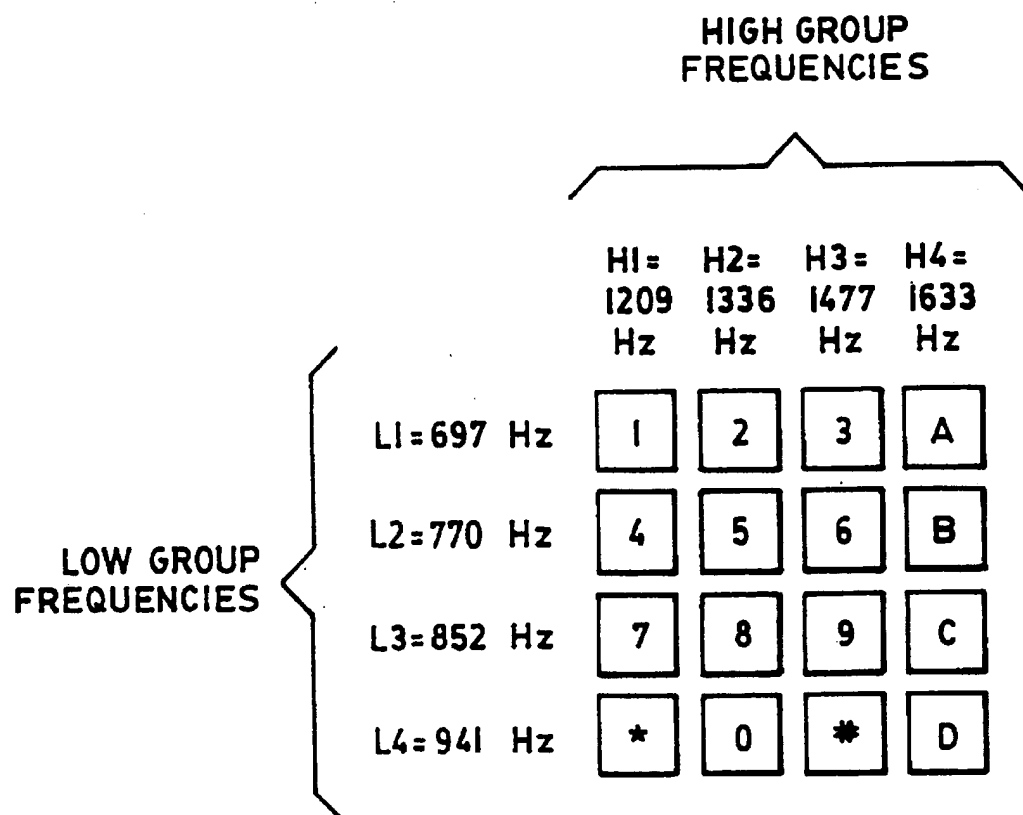 HIGH GROUP
FREQUENCIES
H1= H2= H3= H4=
1209 1336 1477 1633
Hz Hz Hz Hz
L1=697 Hz 1 2 3 A
L2=770 Hz 4 5 6 B
LOW GROUP
FREQUENCIES
L3=852 Hz 7 8 9 C
L4=941 Hz * 0 # D